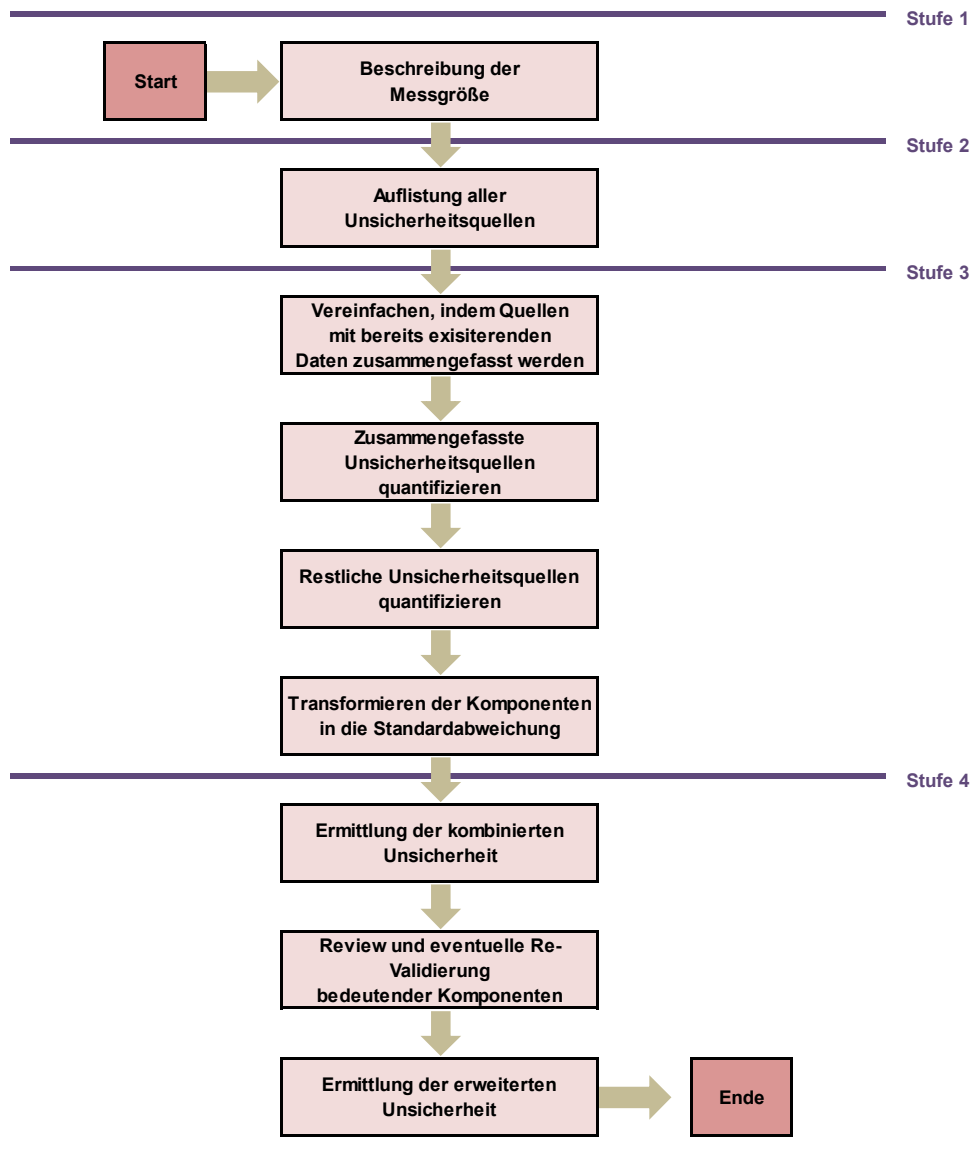 Stufe 1
Start
Beschreibung der
Messgröße
Stufe 2
Auflistung aller
Unsicherheitsquellen
Stufe 3
Vereinfachen, indem Quellen
mit bereits exisiterenden
Daten zusammengefasst werden
Zusammengefasste
Unsicherheitsquellen
quantifizieren
Restliche Unsicherheitsquellen
quantifizieren
Transformieren der Komponenten
in die Standardabweichung
Stufe 4
Ermittlung der kombinierten
Unsicherheit
Review und eventuelle Re-
Validierung
bedeutender Komponenten
Ermittlung der erweiterten
Unsicherheit
Ende